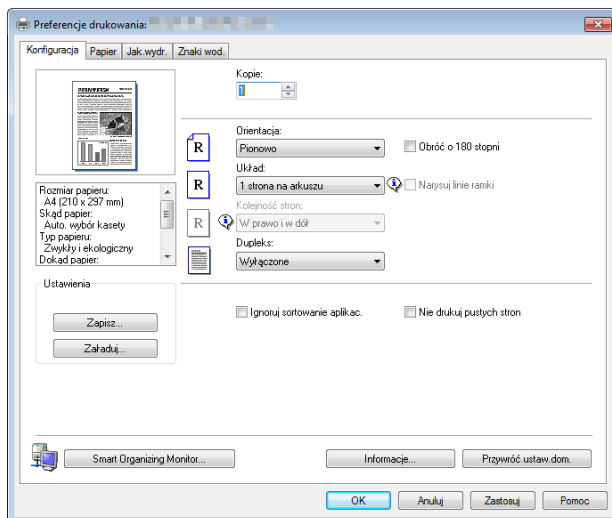 Preferencje drukowania:
Konfiguracja Papier Jak.wydr. Znaki wod.
Kopie:
1
Orientacja:
R Pionowo Obróć o 180 stopni
Układ:
R 1 strona na arkuszu Narysuj linie ramki
Kolejność stron:
R W prawo i w dół
Dupleks:
Wyłączone
Rozmiar papieru:
A4 (210 x 297 mm)
Skąd papier:
Auto. wybór kasety
Typ papieru:
Zwykły i ekologiczny
Dokąd papier:
Ustawienia
Zapisz...
Załaduj...
Ignoruj sortowanie aplikac. Nie drukuj pustych stron
Smart Organizing Monitor... Informacje... Przywróć ustaw.dom.
OK Anuluj Zastosuj Pomoc